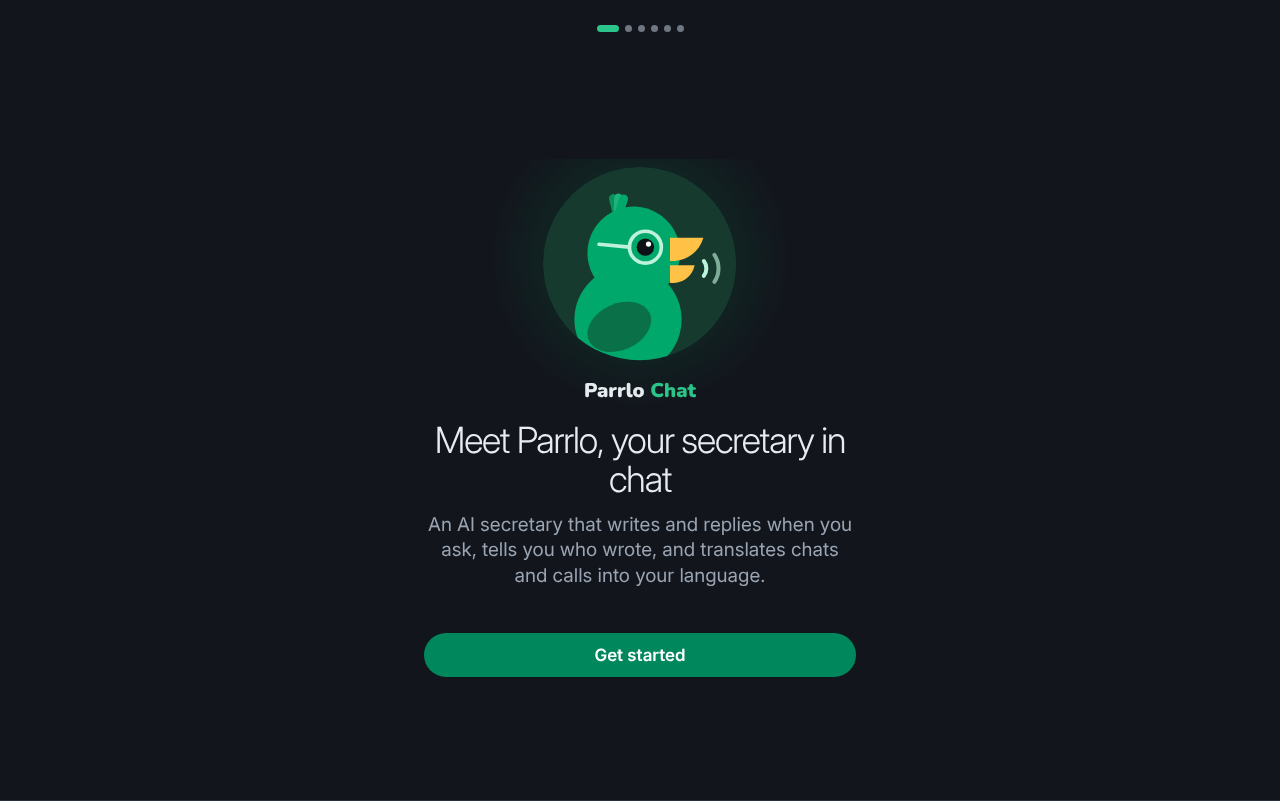 Parrlo Chat
Meet Parrlo, your secretary in
chat
An AI secretary that writes and replies when you
ask, tells you who wrote, and translates chats
and calls into your language.
Get started